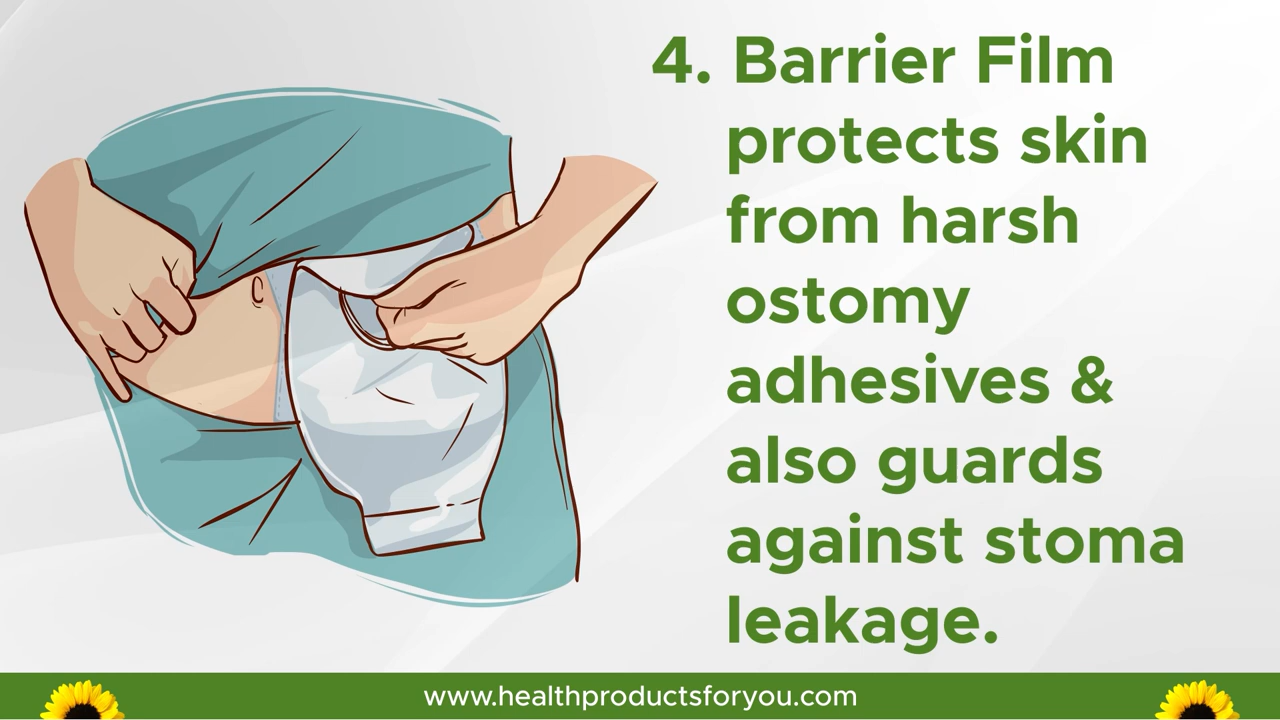 4. Barrier Film
protects skin
from harsh
ostomy
adhesives &
also guards
against stoma
leakage.
www.healthproductsforyou.com